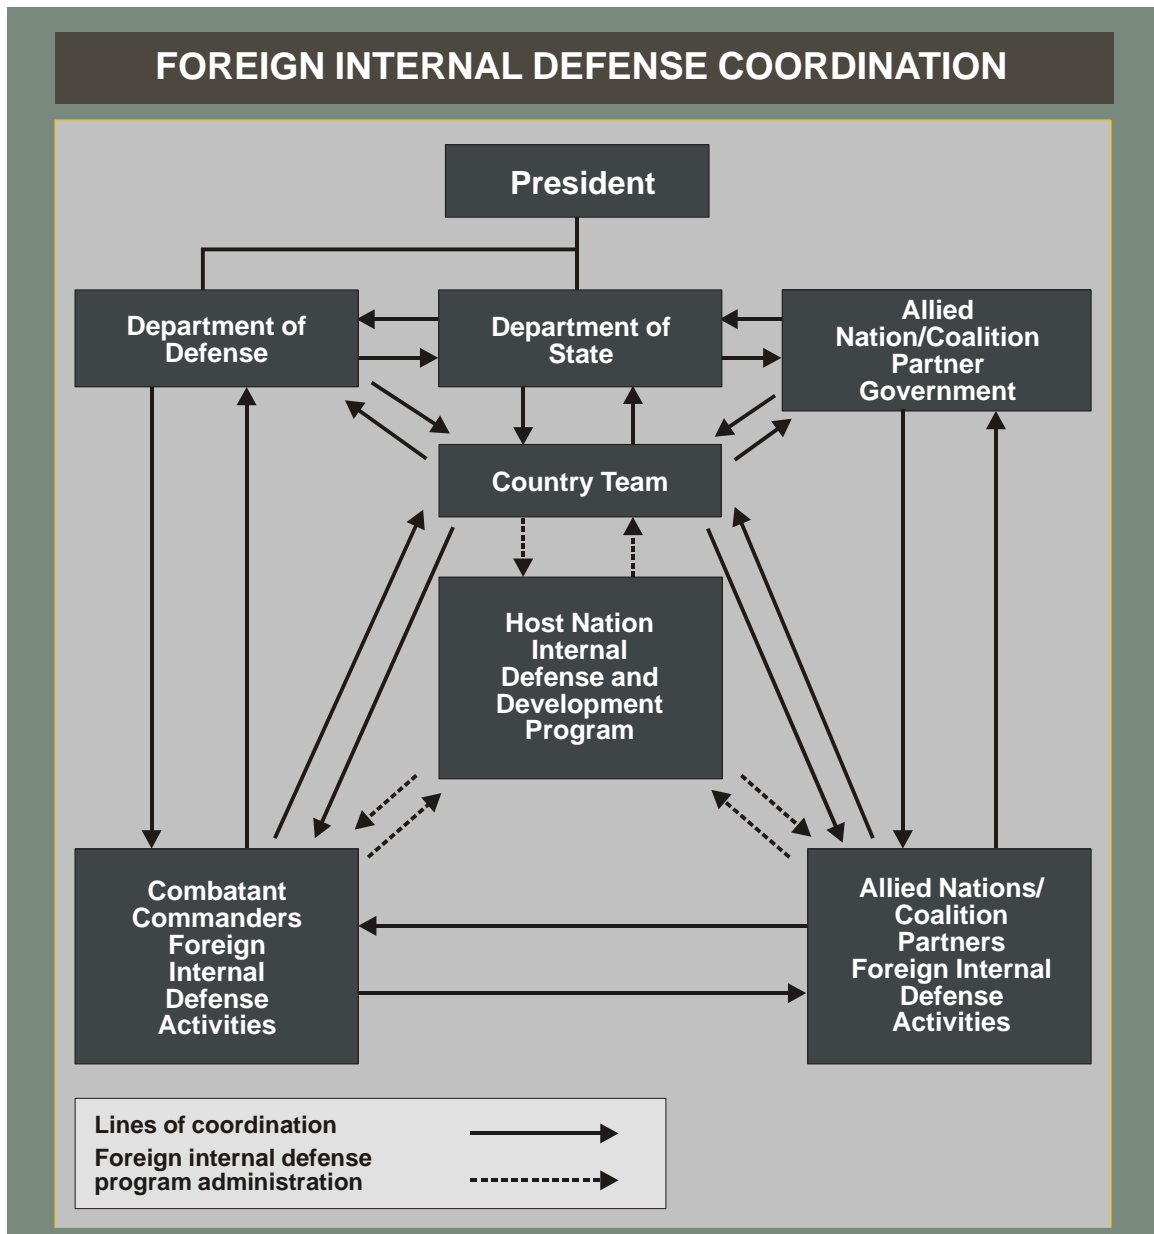 FOREIGN INTERNAL DEFENSE COORDINATION
President
Department of
Defense
Department of
State
Allied
Nation/Coalition
Partner
Government
Country Team
Host Nation
Internal
Defense and
Development
Program
Combatant
Commanders
Foreign
Internal
Defense
Activities
Allied Nations/
Coalition
Partners
Foreign Internal
Defense
Activities
Lines of coordination
Foreign internal defense
program administration